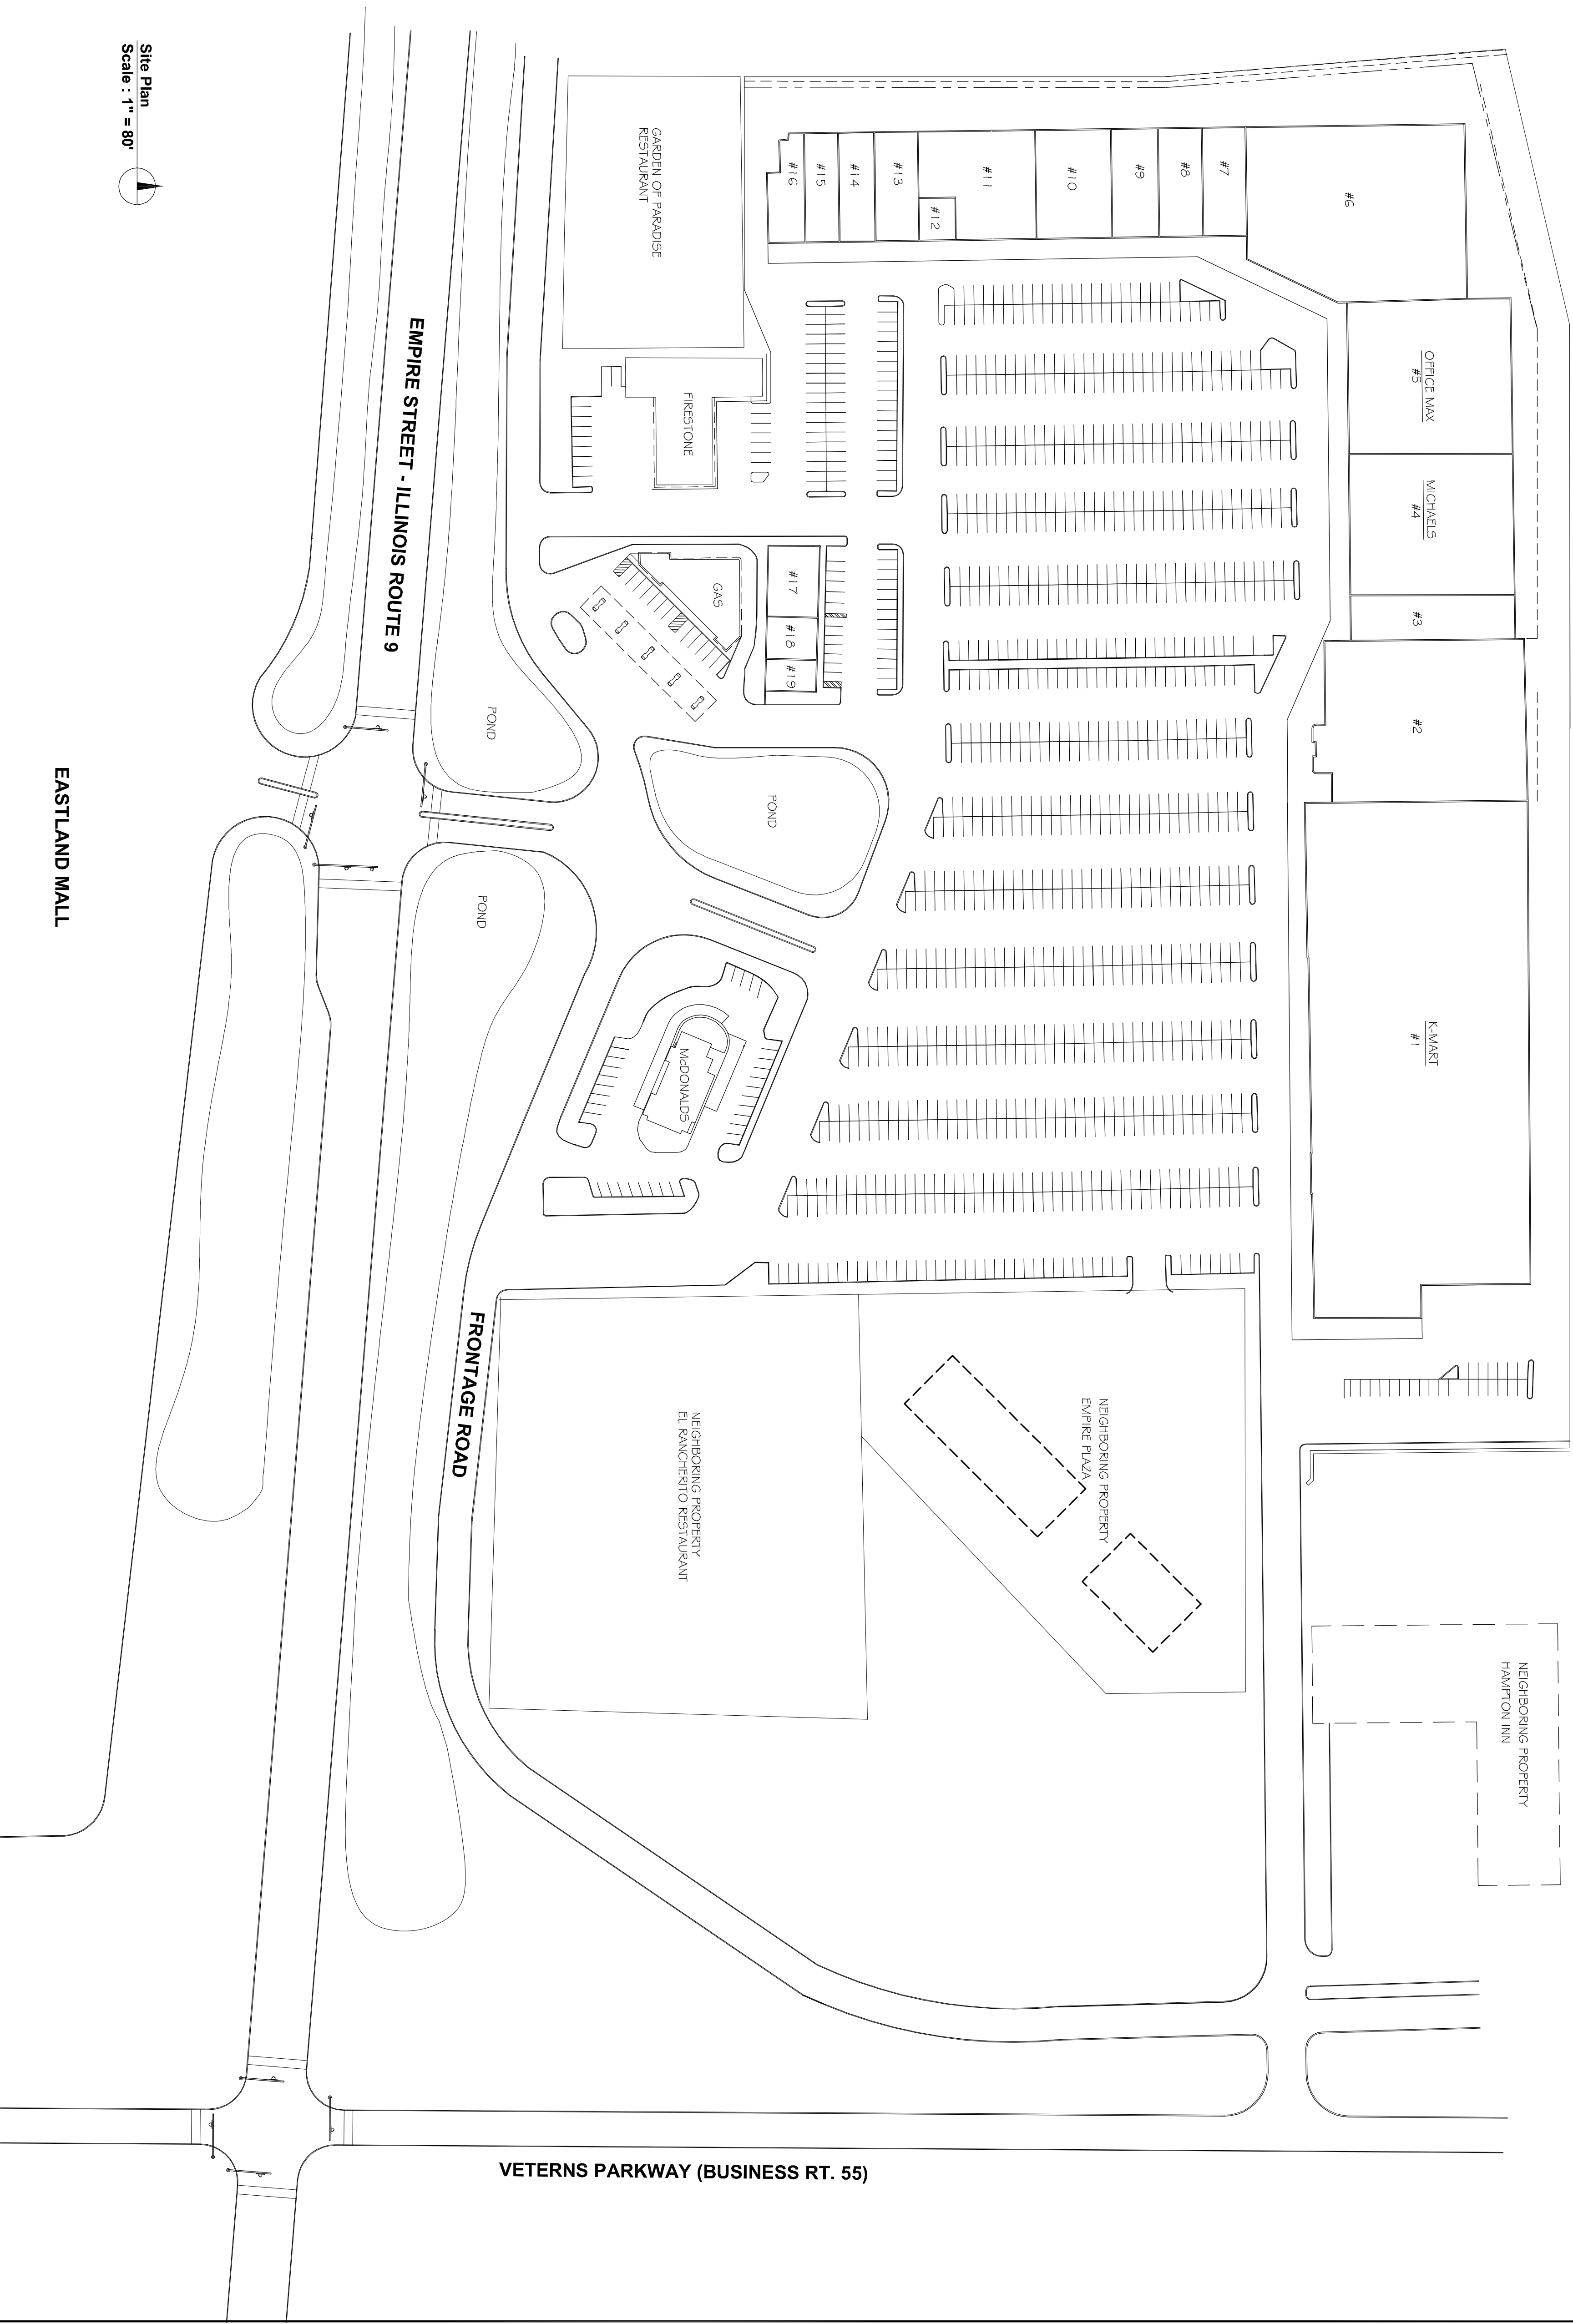 Site Plan
Scale : 1" = 80'
GARDEN OF PARADISE
RESTAURANT
#16
#15
#14
#13
#12
#11
#10
#9
#8
#7
#6
OFFICE MAX
#5
MICHAELS
#4
#3
#2
K-MART
#1
FIRESTONE
GAS
#17
#18
#19
EMPIRE STREET - ILLINOIS ROUTE 9
POND
POND
POND
McDONALDS
EASTLAND MALL
FRONTAGE ROAD
NEIGHBORING PROPERTY
EL RANCHERITO RESTAURANT
NEIGHBORING PROPERTY
EMPIRE PLAZA
NEIGHBORING PROPERTY
HAMPTON INN
VETERNS PARKWAY (BUSINESS RT. 55)